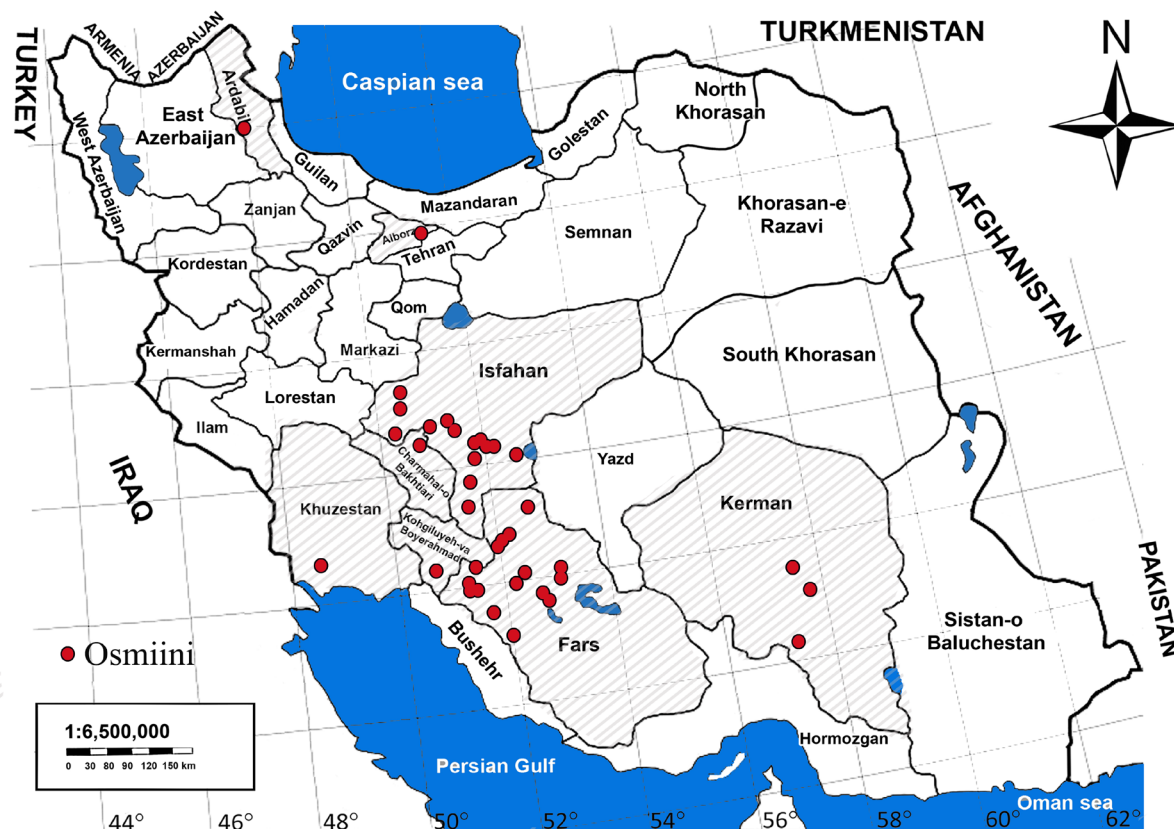 TURKMENISTAN
N
TURKEY
ARMENIA
AZERBAIJAN
Caspian sea
Ardabil
East
Azerbaijan
West Azerbaijan
Guilan
Golestan
North
Khorasan
Mazandaran
Zanjan
Qazvin
Alborz
Tehran
Semnan
Khorasan-e
Razavi
AFGHANISTAN
Kordestan
Hamadan
Qom
Kermanshah
Markazi
Isfahan
South Khorasan
Lorestan
Ilam
IRAQ
Charmahal-o
Bakhtiari
Yazd
Khuzestan
Kohgiluyeh-va
Boyerahmad
Kerman
PAKISTAN
Sistan-o
Baluchestan
Osmiini
Bushehr
Fars
1:6,500,000
0 30 80 90 120 150 km
Hormozgan
Persian Gulf
Oman sea
44° 46° 48° 50° 52° 54° 56° 58° 60° 62°